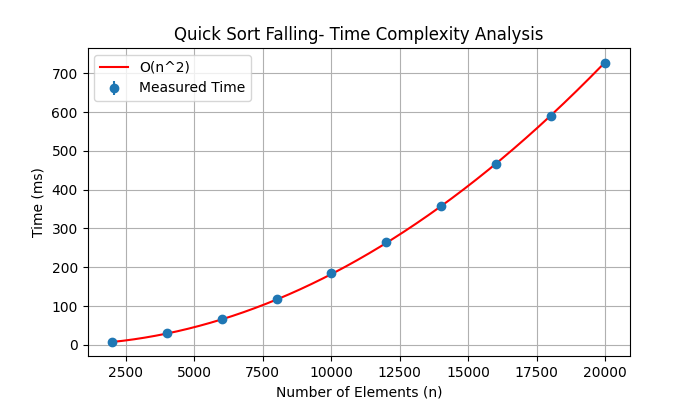 Quick Sort Falling- Time Complexity Analysis
O(n^2)
Measured Time
700
600
500
400
300
200
100
0
Time (ms)
2500 5000 7500 10000 12500 15000 17500 20000
Number of Elements (n)